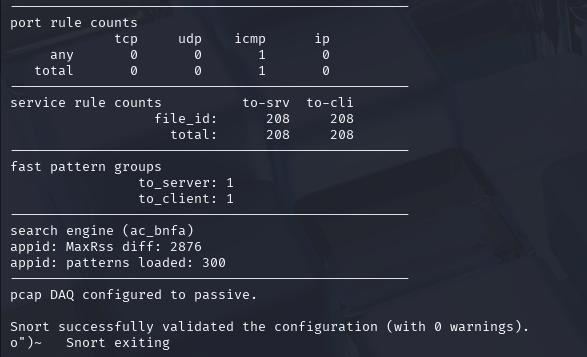 port rule counts
tcp udp icmp ip
any 0 0 1 0
total 0 0 1 0
service rule counts to-srv to-cli
file_id: 208 208
total: 208 208
fast pattern groups
to_server: 1
to_client: 1
search engine (ac_bnfa)
appid: MaxRss diff: 2876
appid: patterns loaded: 300
pcap DAQ configured to passive.
Snort successfully validated the configuration (with 0 warnings).
o")~ Snort exiting